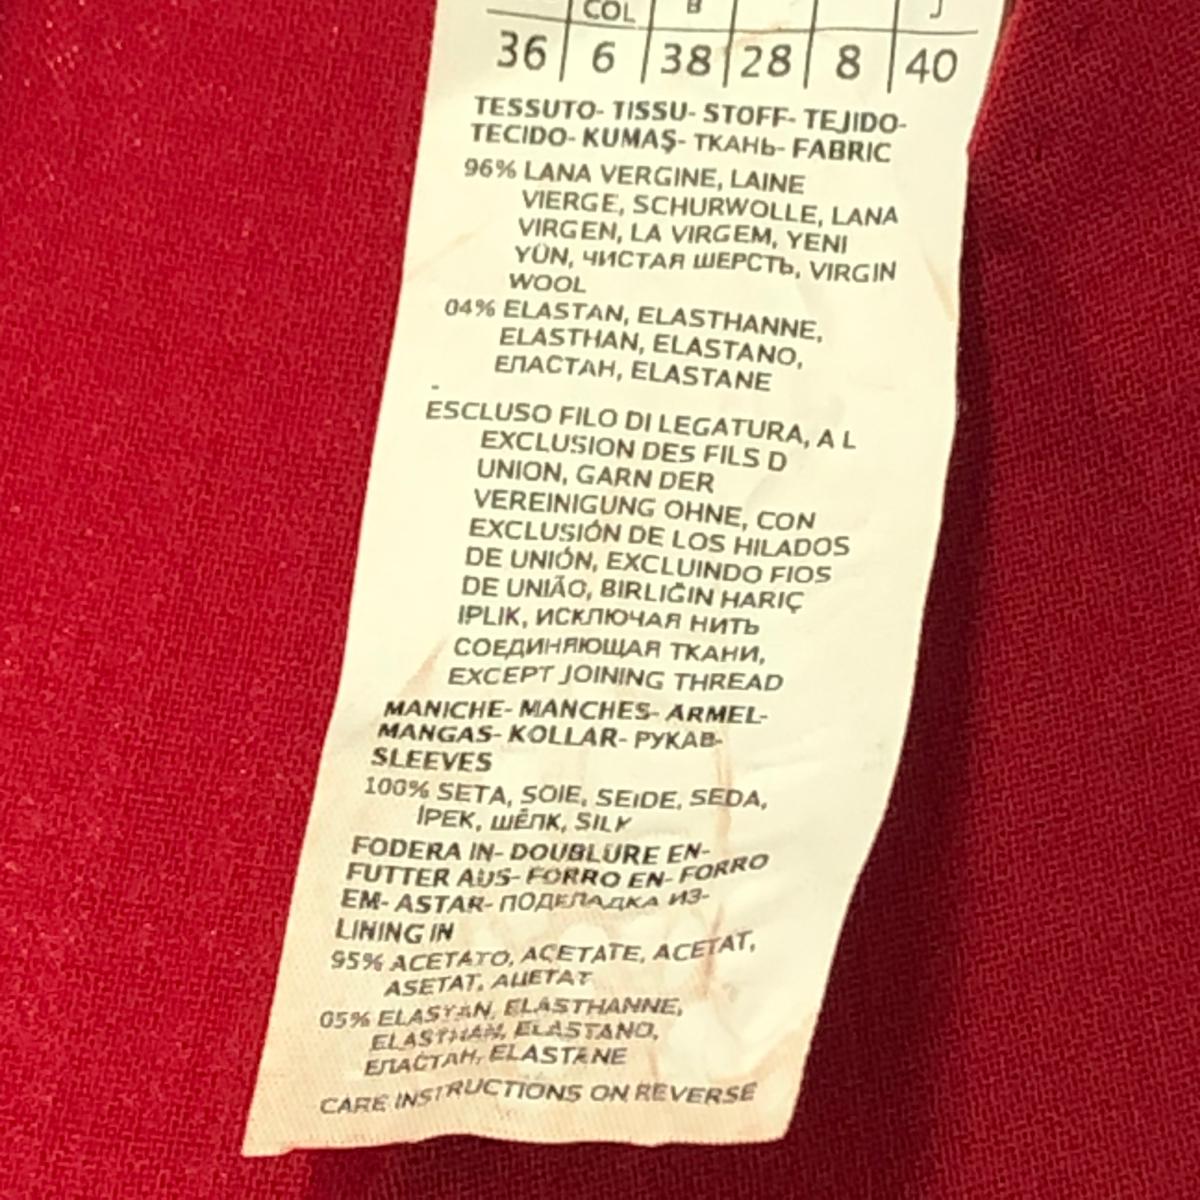 COL B J
36 6 38 28 8 40
TESSUTO- TISSU- STOFF- TEJIDO-
TECIDO- KUMAŞ- ТКАНЬ- FABRIC
96% LANA VERGINE, LAINE
VIERGE, SCHURWOLLE, LANA
VIRGEN, LA VIRGEM, YENI
YÜN, ЧИСТАЯ ШЕРСТЬ, VIRGIN
WOOL
04% ELASTAN, ELASTHANNE,
ELASTHAN, ELASTANO,
ЕПАСТАН, ELASTANE
ESCLUSO FILO DI LEGATURA, A L
EXCLUSION DES FILS D
UNION, GARN DER
VEREINIGUNG OHNE, CON
EXCLUSIÓN DE LOS HILADOS
DE UNIÓN, EXCLUINDO FIOS
DE UNIÃO, BIRLIĞIN HARIÇ
IPLIK, ИСКЛЮЧАЯ НИТЬ
СОЕДИНЯЮЩАЯ ТКАНИ,
EXCEPT JOINING THREAD
MANICHE- MANCHES- ARMEL-
MANGAS- KOLLAR- РУКАВ-
SLEEVES
100% SETA, SOIE, SEIDE, SEDA,
İPEK, ШЁЛК, SILK
FODERA IN- DOUBLURE EN-
FUTTER AUS- FORRO EN- FORRO
EM- ASTAR- ПОДЕЛАДКА ИЗ-
LINING IN
95% ACETATO, ACETATE, ACETAT,
ASETAT, АЦЕТАТ
05% ELASTAN, ELASTHANNE,
ELASTHAN, ELASTANO,
ЕПАСТАН, ELASTANE
CARE INSTRUCTIONS ON REVERSE